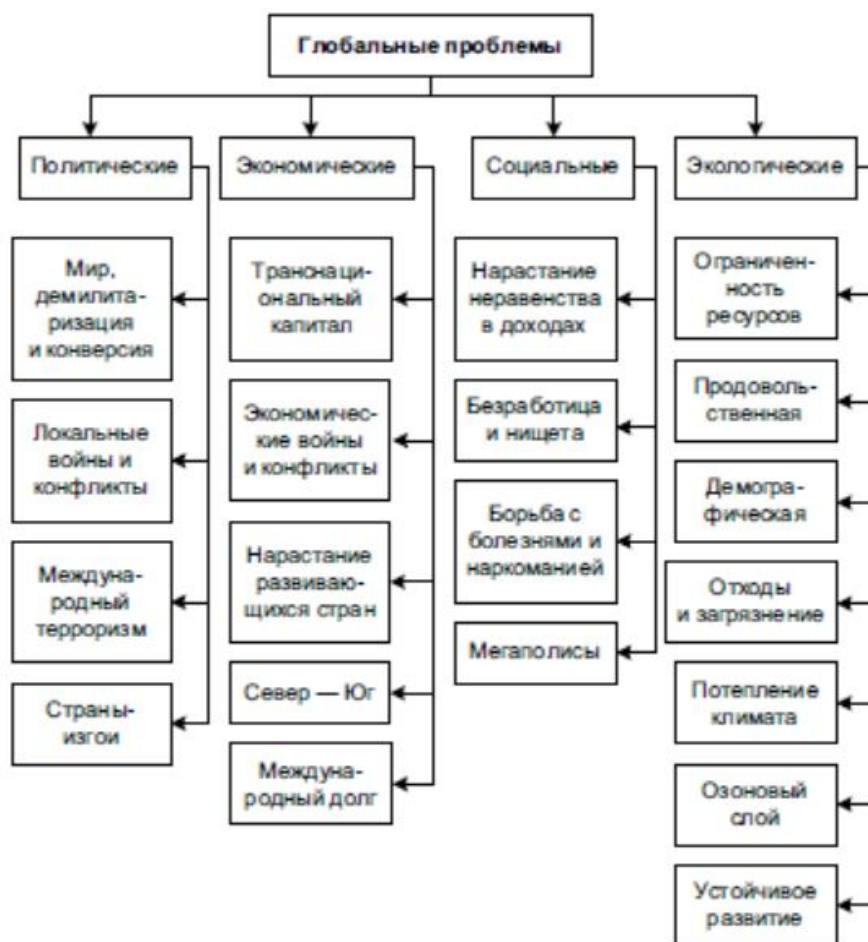 Глобальные проблемы
Политические
Экономические
Социальные
Экологические
Мир,
демилита-
ризация
и конверсия
Локальные
войны и
конфликты
Междуна-
родный
терроризм
Страны-
изгои
Транснаци-
ональный
капитал
Экономичес-
кие войны
и конфликты
Нарастание
развиваю-
щихся стран
Север — Юг
Междуна-
родный долг
Нарастание
неравенства
в доходах
Безработица
и нищета
Борьба с
болезнями и
наркоманией
Мегаполисы
Ограничен-
ность
ресурсов
Продоволь-
ственная
Демогра-
фическая
Отходы
и загрязнение
Потепление
климата
Озоновый
слой
Устойчивое
развитие